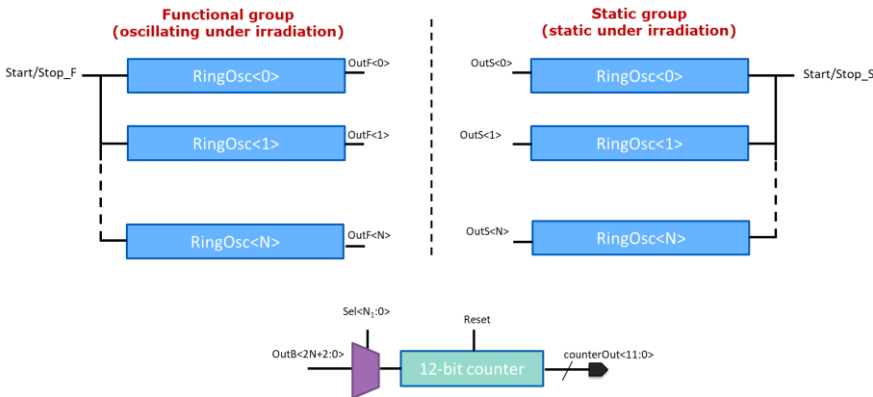 Functional group
(oscillating under irradiation)
Static group
(static under irradiation)
Start/Stop_F
RingOsc<0>
OutF<0>
OutS<0>
RingOsc<0>
Start/Stop_S
RingOsc<1>
OutF<1>
OutS<1>
RingOsc<1>
RingOsc<N>
OutF<N>
OutS<N>
RingOsc<N>
Sel<N₁:0>
Reset
OutB<2N+2:0>
12-bit counter
counterOut<11:0>